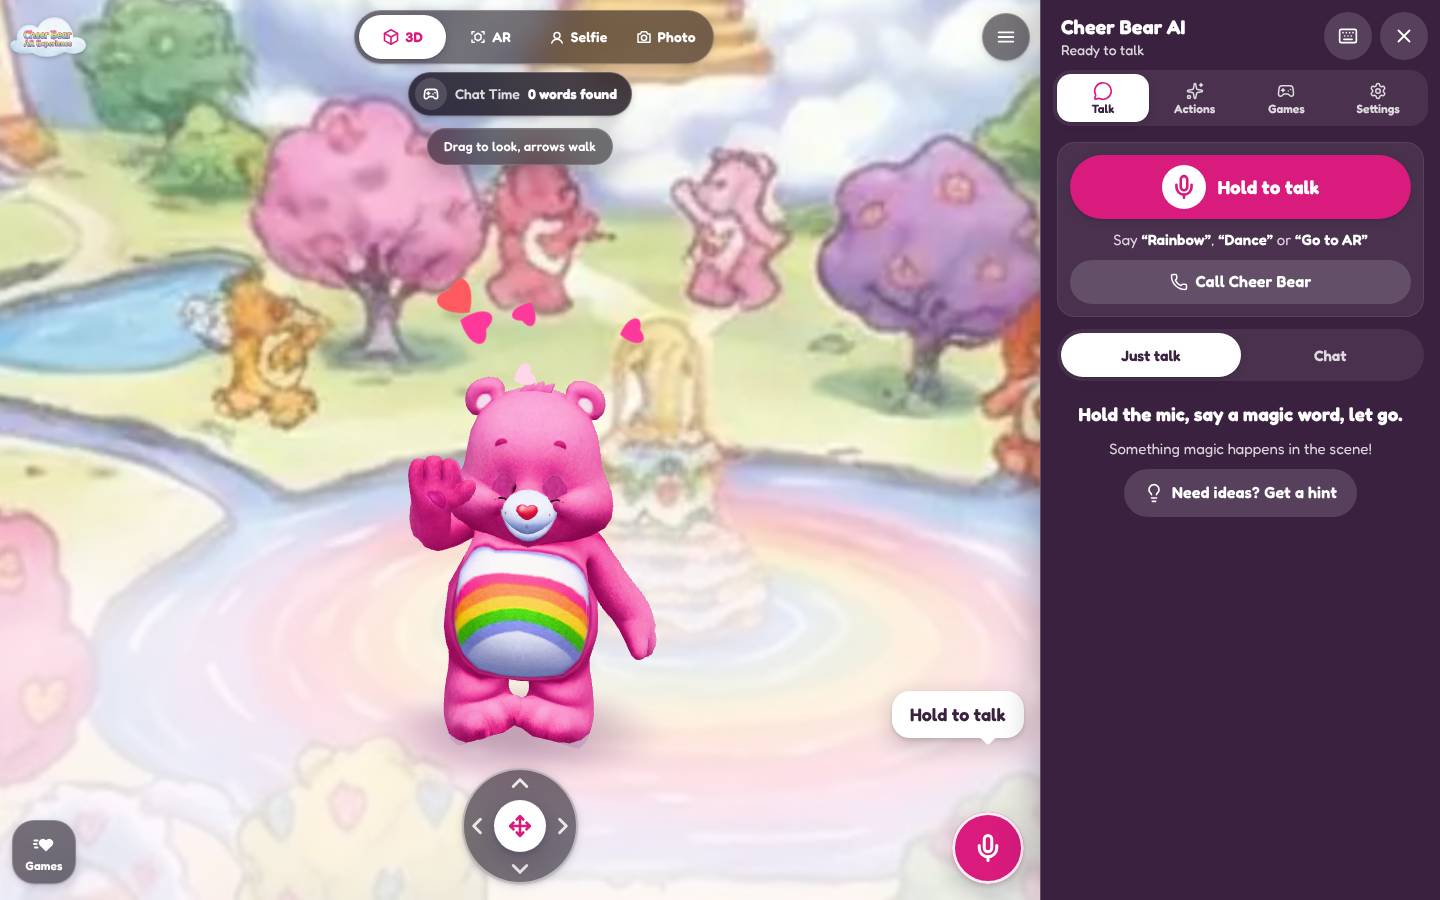 Cheer Bear
AR Experience
3D
AR
Selfie
Photo
Chat Time 0 words found
Drag to look, arrows walk
Hold to talk
Games
Cheer Bear AI
Ready to talk
Talk
Actions
Games
Settings
Hold to talk
Say “Rainbow”, “Dance” or “Go to AR”
Call Cheer Bear
Just talk
Chat
Hold the mic, say a magic word, let go.
Something magic happens in the scene!
Need ideas? Get a hint